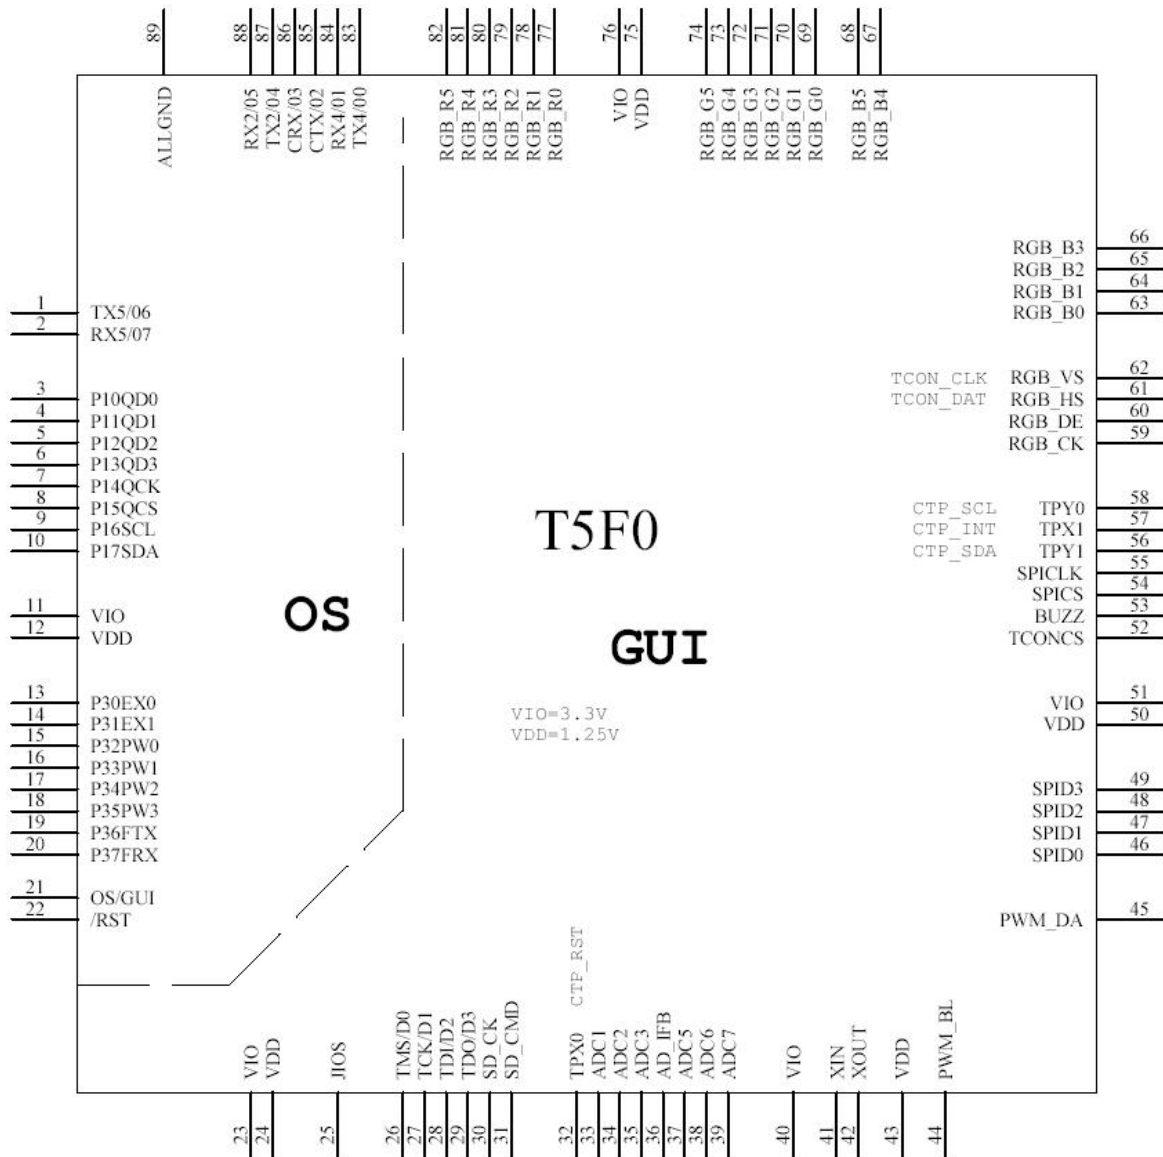 89 88 87 86 85 84 83 82 81 80 79 78 77 76 75 74 73 72 71 70 69 68 67
ALLGND RX2/05 TX2/04 CRX/03 CTX/02 RX4/01 TX4/00 RGB_R5 RGB_R4 RGB_R3 RGB_R2 RGB_R1 RGB_R0 VIO VDD RGB_G5 RGB_G4 RGB_G3 RGB_G2 RGB_G1 RGB_G0 RGB_B5 RGB_B4
RGB_B3 66
RGB_B2 65
RGB_B1 64
1 TX5/06 RGB_B0 63
2 RX5/07
TCON_CLK RGB_VS 62
3 P10QD0 TCON_DAT RGB_HS 61
4 P11QD1 RGB_DE 60
5 P12QD2 RGB_CK 59
6 P13QD3
7 P14QCK
8 P15QCS CTP_SCL TPY0 58
9 P16SCL T5F0 CTP_INT TPX1 57
10 P17SDA CTP_SDA TPY1 56
SPICLK 55
SPICS 54
11 VIO OS BUZZ 53
12 VDD GUI TCONCS 52
13 P30EX0 VIO 51
14 P31EX1 VIO=3.3V VDD 50
15 P32PW0 VDD=1.25V
16 P33PW1
17 P34PW2 SPID3 49
18 P35PW3 SPID2 48
19 P36FTX SPID1 47
20 P37FRX SPID0 46
21 OS/GUI
22 /RST PWM_DA 45
CTP_RST
VIO VDD JIOS TMS/D0 TCK/D1 TDI/D2 TDO/D3 SD_CK SD_CMD TPX0 ADC1 ADC2 ADC3 AD_IFB ADC5 ADC6 ADC7 VIO XIN XOUT VDD PWM_BL
23 24 25 26 27 28 29 30 31 32 33 34 35 36 37 38 39 40 41 42 43 44